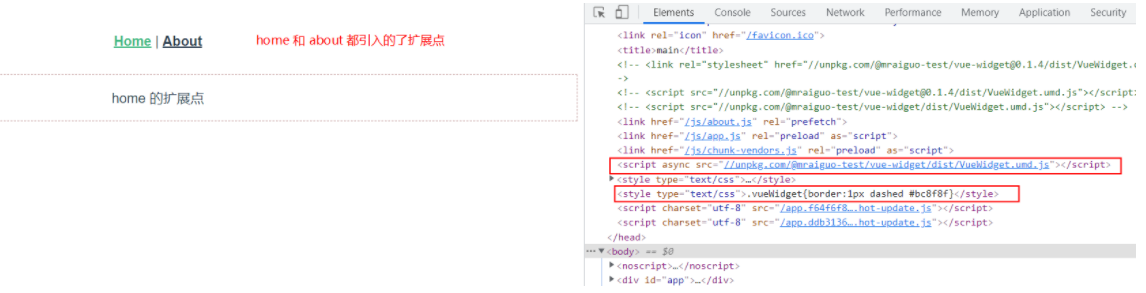 Home | About
home 和 about 都引入的了扩展点
home 的扩展点
Elements Console Sources Network Performance Memory Application Security
<link rel="icon" href="/favicon.ico">
<title>main</title>
<!-- <link rel="stylesheet" href="//unpkg.com/@mraiguo-test/vue-widget@0.1.4/dist/VueWidget.css"
-->
<!-- <script src="//unpkg.com/@mraiguo-test/vue-widget@0.1.4/dist/VueWidget.umd.js"></script>
<!-- <script src="//unpkg.com/@mraiguo-test/vue-widget/dist/VueWidget.umd.js"></script> -->
<link href="/js/about.js" rel="prefetch">
<link href="/js/app.js" rel="preload" as="script">
<link href="/js/chunk-vendors.js" rel="preload" as="script">
<script async src="//unpkg.com/@mraiguo-test/vue-widget/dist/VueWidget.umd.js"></script>
<style type="text/css">…</style>
<style type="text/css">.vueWidget{border:1px dashed #bc8f8f}</style>
<script charset="utf-8" src="/app.f64f6f8….hot-update.js"></script>
<script charset="utf-8" src="/app.ddb3136….hot-update.js"></script>
</head>
<body> == $0
<noscript>…</noscript>
<div id="app">…</div>